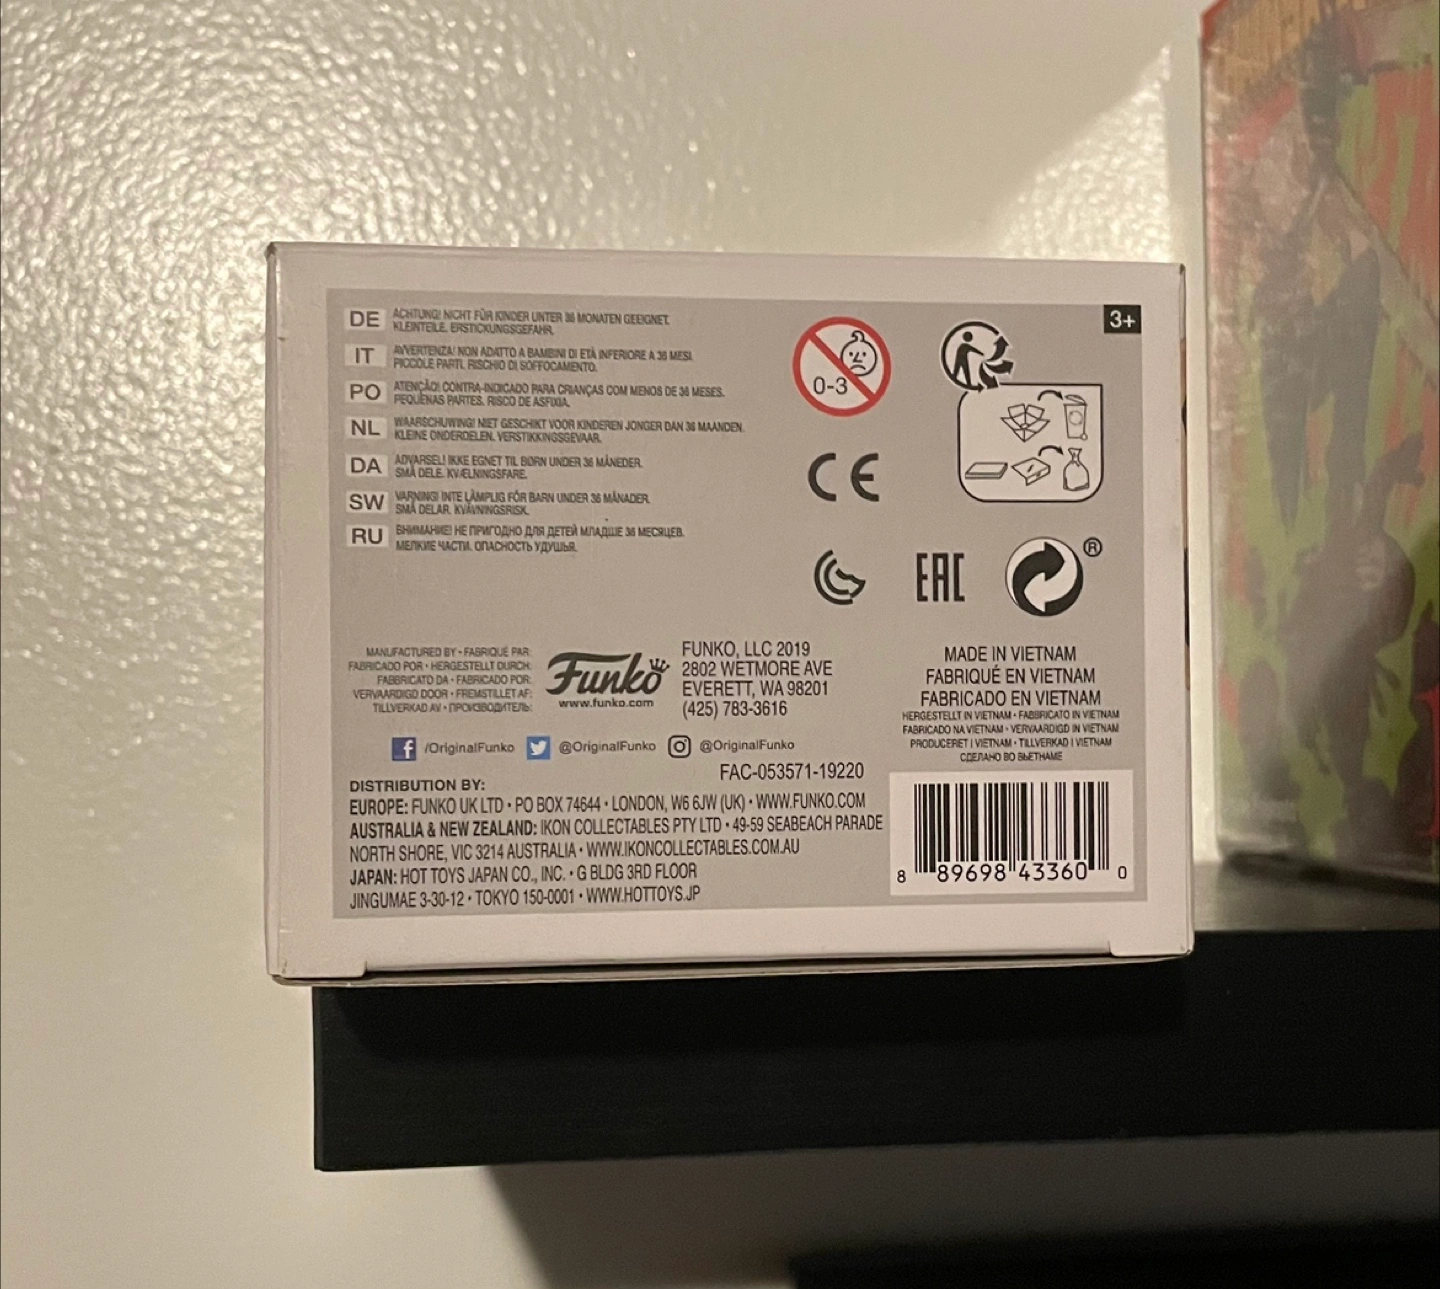 DE ACHTUNG! NICHT FÜR KINDER UNTER 36 MONATEN GEEIGNET.
KLEINTEILE. ERSTICKUNGSGEFAHR.
IT AVVERTENZA! NON ADATTO A BAMBINI DI ETÀ INFERIORE A 36 MESI.
PICCOLE PARTI. RISCHIO DI SOFFOCAMENTO.
PO ATENÇÃO! CONTRA-INDICADO PARA CRIANÇAS COM MENOS DE 36 MESES.
PEQUENAS PARTES. RISCO DE ASFIXIA.
NL WAARSCHUWING! NIET GESCHIKT VOOR KINDEREN JONGER DAN 36 MAANDEN.
KLEINE ONDERDELEN. VERSTIKKINGSGEVAAR.
DA ADVARSEL! IKKE EGNET TIL BØRN UNDER 36 MÅNEDER.
SMÅ DELE. KVÆLNINGSFARE.
SW VARNING! INTE LÄMPLIG FÖR BARN UNDER 36 MÅNADER.
SMÅ DELAR. KVÄVNINGSRISK.
RU ВНИМАНИЕ! НЕ ПРИГОДНО ДЛЯ ДЕТЕЙ МЛАДШЕ 36 МЕСЯЦЕВ.
МЕЛКИЕ ЧАСТИ. ОПАСНОСТЬ УДУШЬЯ.
0-3
3+
CE
EAC
®
MANUFACTURED BY • FABRIQUÉ PAR:
FABRICADO POR • HERGESTELLT DURCH:
FABBRICATO DA • FABRICADO POR:
VERVAARDIGD DOOR • FREMSTILLET AF:
TILLVERKAD AV • ПРОИЗВОДИТЕЛЬ:
Funko
www.funko.com
FUNKO, LLC 2019
2802 WETMORE AVE
EVERETT, WA 98201
(425) 783-3616
MADE IN VIETNAM
FABRIQUÉ EN VIETNAM
FABRICADO EN VIETNAM
HERGESTELLT IN VIETNAM • FABBRICATO IN VIETNAM
FABRICADO NA VIETNAM • VERVAARDIGD IN VIETNAM
PRODUCERET I VIETNAM • TILLVERKAD I VIETNAM
СДЕЛАНО ВО ВЬЕТНАМЕ
f /OriginalFunko @OriginalFunko @OriginalFunko
FAC-053571-19220
DISTRIBUTION BY:
EUROPE: FUNKO UK LTD • PO BOX 74644 • LONDON, W6 6JW (UK) • WWW.FUNKO.COM
AUSTRALIA & NEW ZEALAND: IKON COLLECTABLES PTY LTD • 49-59 SEABEACH PARADE
NORTH SHORE, VIC 3214 AUSTRALIA • WWW.IKONCOLLECTABLES.COM.AU
JAPAN: HOT TOYS JAPAN CO., INC. • G BLDG 3RD FLOOR
JINGUMAE 3-30-12 • TOKYO 150-0001 • WWW.HOTTOYS.JP
8 89698 43360 0